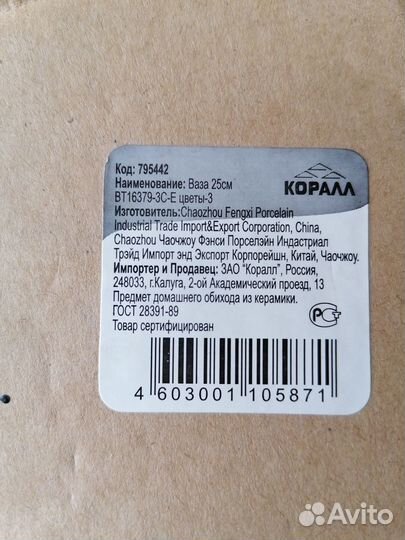 Код: 795442
Наименование: Ваза 25см
BT16379-3C-E цветы-3
КОРАЛЛ
Изготовитель:Chaozhou Fengxi Porcelain
Industrial Trade Import&Export Corporation, China,
Chaozhou Чаочжоу Фэнси Порселэйн Индастриал
Трэйд Импорт энд Экспорт Корпорейшн, Китай, Чаочжоу.
Импортер и Продавец: ЗАО "Коралл", Россия,
248033, г.Калуга, 2-ой Академический проезд, 13
Предмет домашнего обихода из керамики.
ГОСТ 28391-89
Товар сертифицирован
РСТ
4 603001 105871
Avito